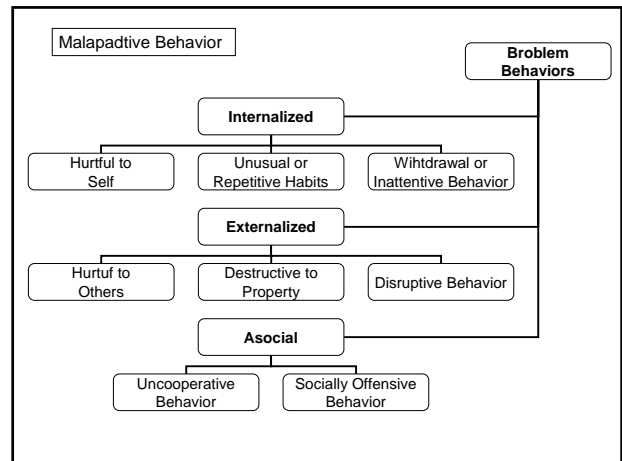 Malapadtive Behavior
Broblem
Behaviors
Internalized
Hurtful to
Self
Unusual or
Repetitive Habits
Wihtdrawal or
Inattentive Behavior
Externalized
Hurtuf to
Others
Destructive to
Property
Disruptive Behavior
Asocial
Uncooperative
Behavior
Socially Offensive
Behavior